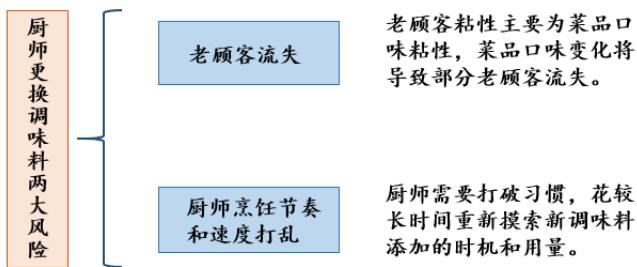 厨师更换调味料两大风险
老顾客流失
老顾客粘性主要为菜品口
味粘性，菜品口味变化将
导致部分老顾客流失。
厨师烹饪节奏
和速度打乱
厨师需要打破习惯，花较
长时间重新摸索新调味料
添加的时机和用量。